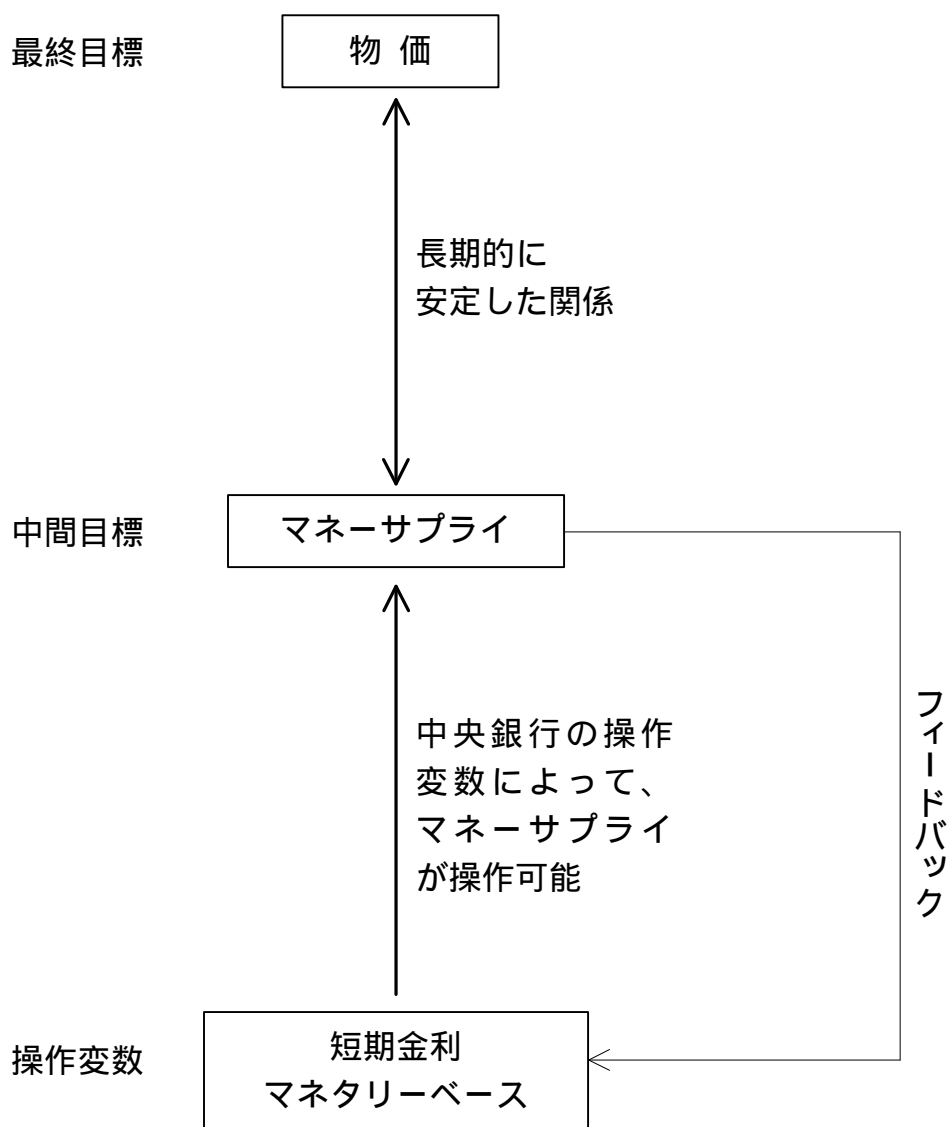 最終目標
物 価
長期的に
安定した関係
中間目標
マネーサプライ
中央銀行の操作
変数によって、
マネーサプライ
が操作可能
フィードバック
操作変数
短期金利
マネタリーベース